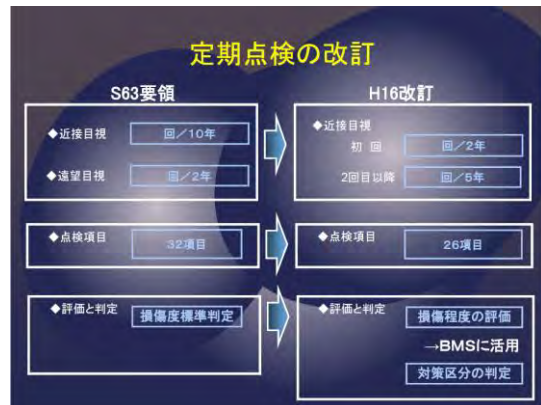 定期点検の改訂
S63要領
◆近接目視 回／10年
◆遠望目視 回／2年
◆点検項目 32項目
◆評価と判定 損傷度標準判定
H16改訂
◆近接目視
初 回 回／2年
2回目以降 回／5年
◆点検項目 26項目
◆評価と判定 損傷程度の評価
→BMSに活用
対策区分の判定